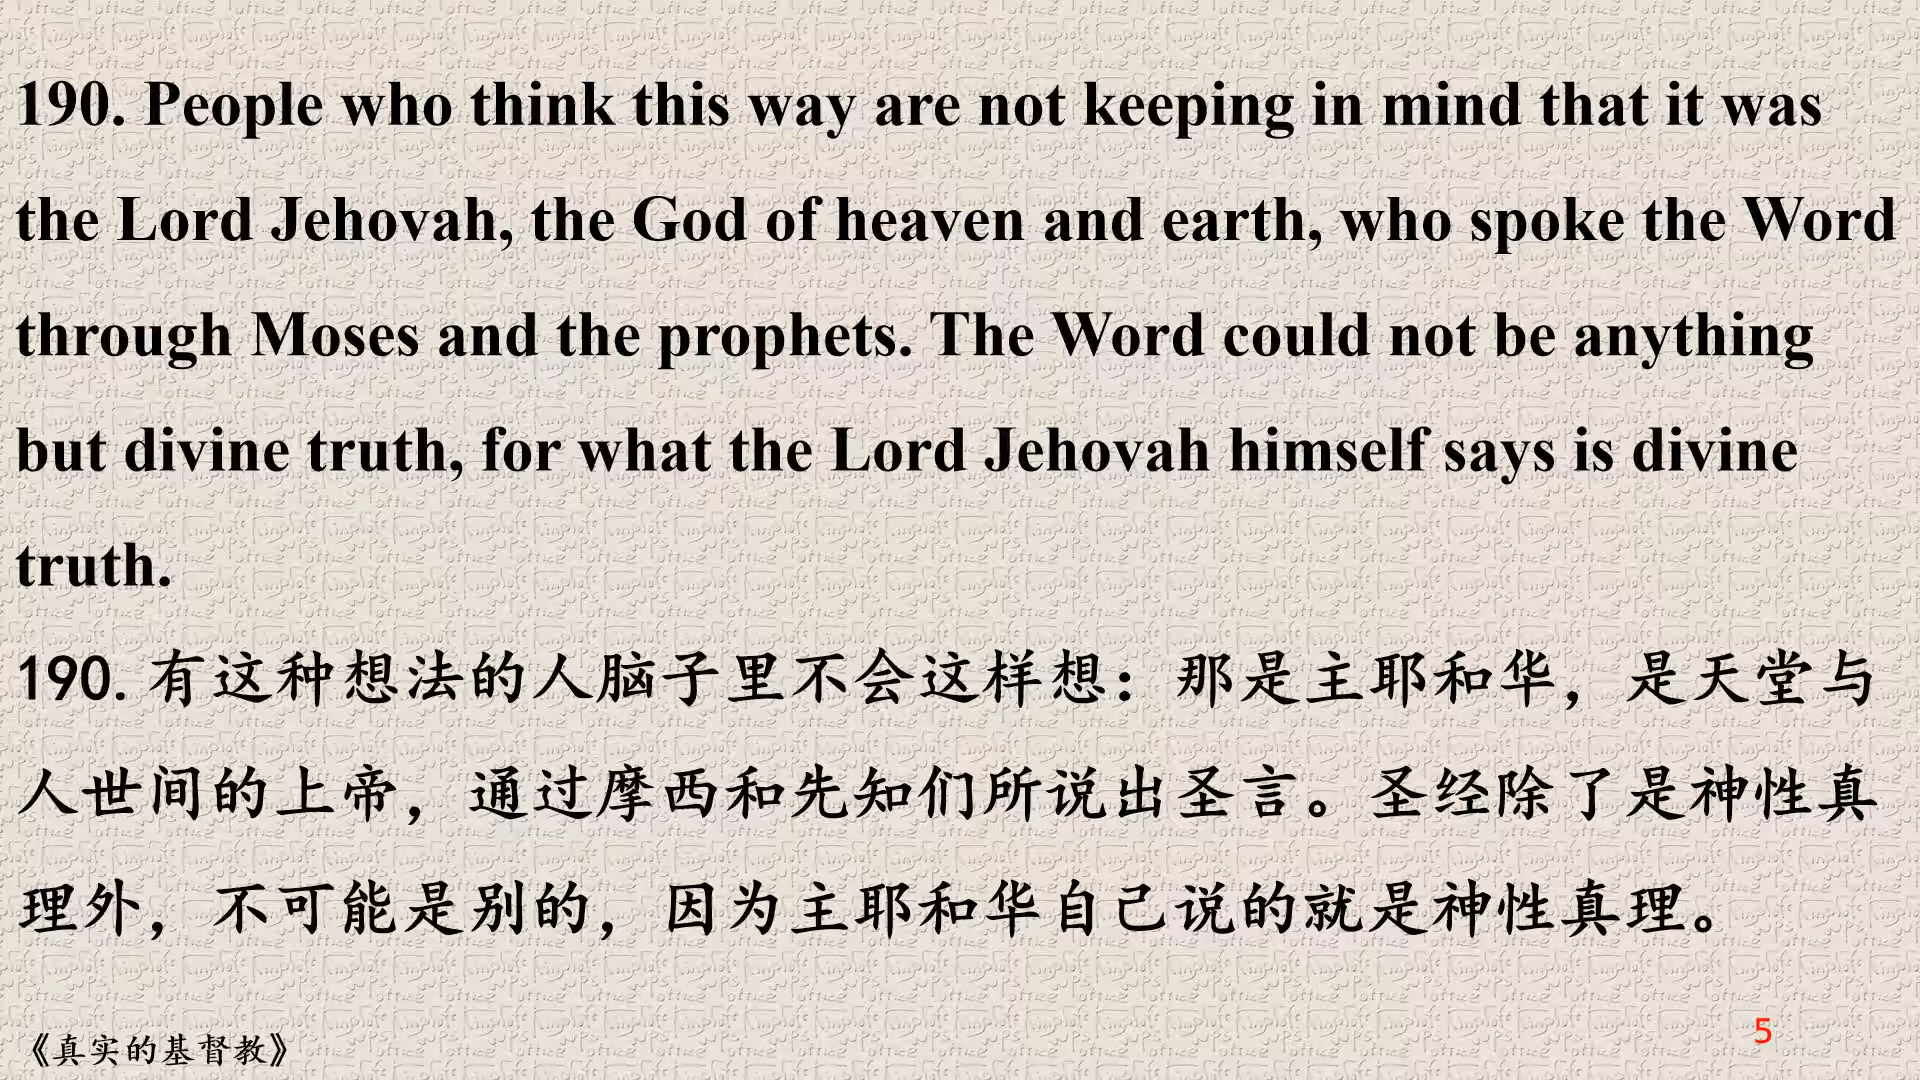 190. People who think this way are not keeping in mind that it was
the Lord Jehovah, the God of heaven and earth, who spoke the Word
through Moses and the prophets. The Word could not be anything
but divine truth, for what the Lord Jehovah himself says is divine
truth.
190.有这种想法的人脑子里不会这样想：那是主耶和华，是天堂与
人世间的上帝，通过摩西和先知们所说出圣言。圣经除了是神性真
理外，不可能是别的，因为主耶和华自己说的就是神性真理。
《真实的基督教》
5